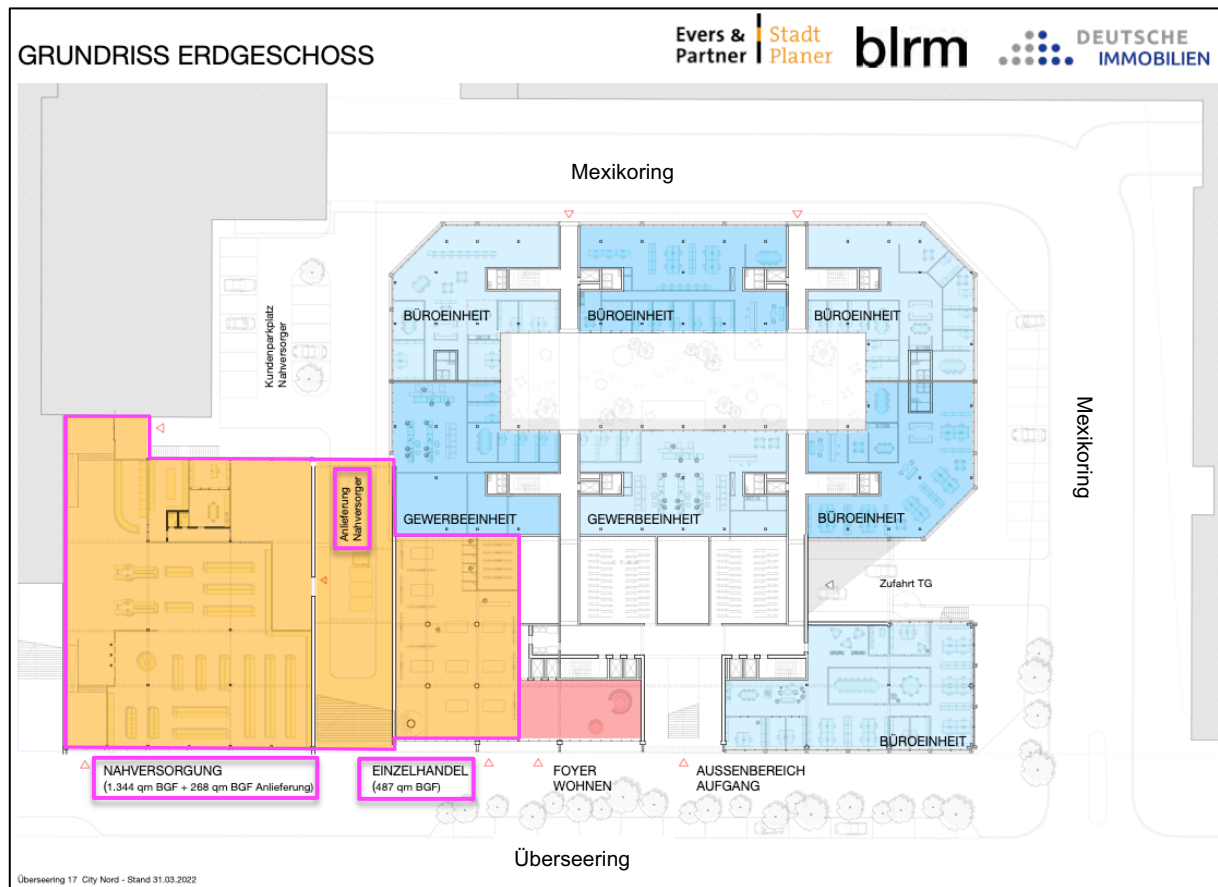 GRUNDRISS ERDGESCHOSS
Evers &
Partner
Stadt
Planer
blrm
DEUTSCHE
IMMOBILIEN
Mexikoring
Kundenparkplatz
Nahversorger
BÜROEINHEIT
BÜROEINHEIT
BÜROEINHEIT
Mexikoring
Anlieferung
Nahversorger
GEWERBEEINHEIT
GEWERBEEINHEIT
BÜROEINHEIT
Zufahrt TG
BÜROEINHEIT
NAHVERSORGUNG
(1.344 qm BGF + 268 qm BGF Anlieferung)
EINZELHANDEL
(487 qm BGF)
FOYER
WOHNEN
AUSSENBEREICH
AUFGANG
Überseering
Überseering 17 City Nord - Stand 31.03.2022